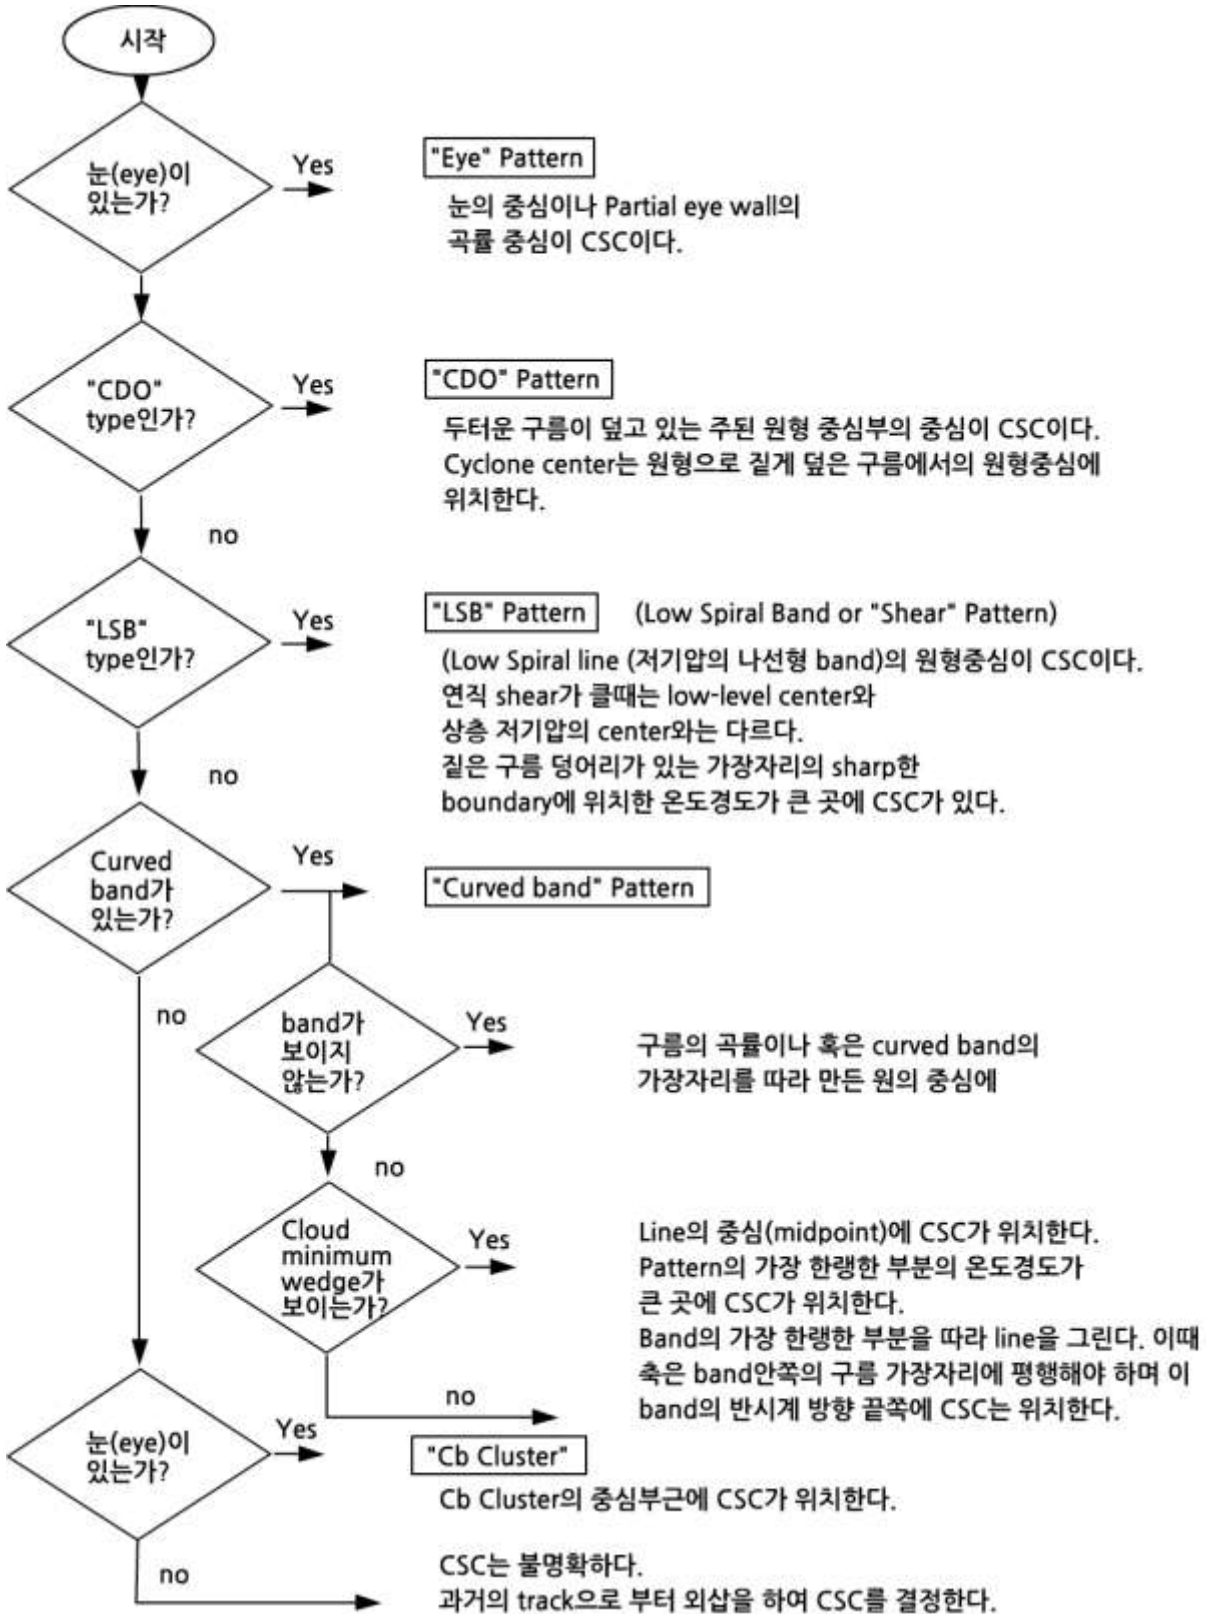 시작
눈(eye)이
있는가?
Yes
"Eye" Pattern
눈의 중심이나 Partial eye wall의
곡률 중심이 CSC이다.
"CDO"
type인가?
Yes
"CDO" Pattern
두터운 구름이 덮고 있는 주된 원형 중심부의 중심이 CSC이다.
Cyclone center는 원형으로 짙게 덮은 구름에서의 원형중심에
위치한다.
no
"LSB"
type인가?
Yes
"LSB" Pattern (Low Spiral Band or "Shear" Pattern)
(Low Spiral line (저기압의 나선형 band)의 원형중심이 CSC이다.
연직 shear가 클때는 low-level center와
상층 저기압의 center와는 다르다.
짙은 구름 덩어리가 있는 가장자리의 sharp한
boundary에 위치한 온도경도가 큰 곳에 CSC가 있다.
no
Curved
band가
있는가?
Yes
"Curved band" Pattern
no
band가
보이지
않는가?
Yes
구름의 곡률이나 혹은 curved band의
가장자리를 따라 만든 원의 중심에
no
Cloud
minimum
wedge가
보이는가?
Yes
Line의 중심(midpoint)에 CSC가 위치한다.
Pattern의 가장 한랭한 부분의 온도경도가
큰 곳에 CSC가 위치한다.
Band의 가장 한랭한 부분을 따라 line을 그린다. 이때
축은 band안쪽의 구름 가장자리에 평행해야 하며 이
band의 반시계 방향 끝쪽에 CSC는 위치한다.
no
눈(eye)이
있는가?
Yes
"Cb Cluster"
Cb Cluster의 중심부근에 CSC가 위치한다.
no
CSC는 불명확하다.
과거의 track으로 부터 외삽을 하여 CSC를 결정한다.